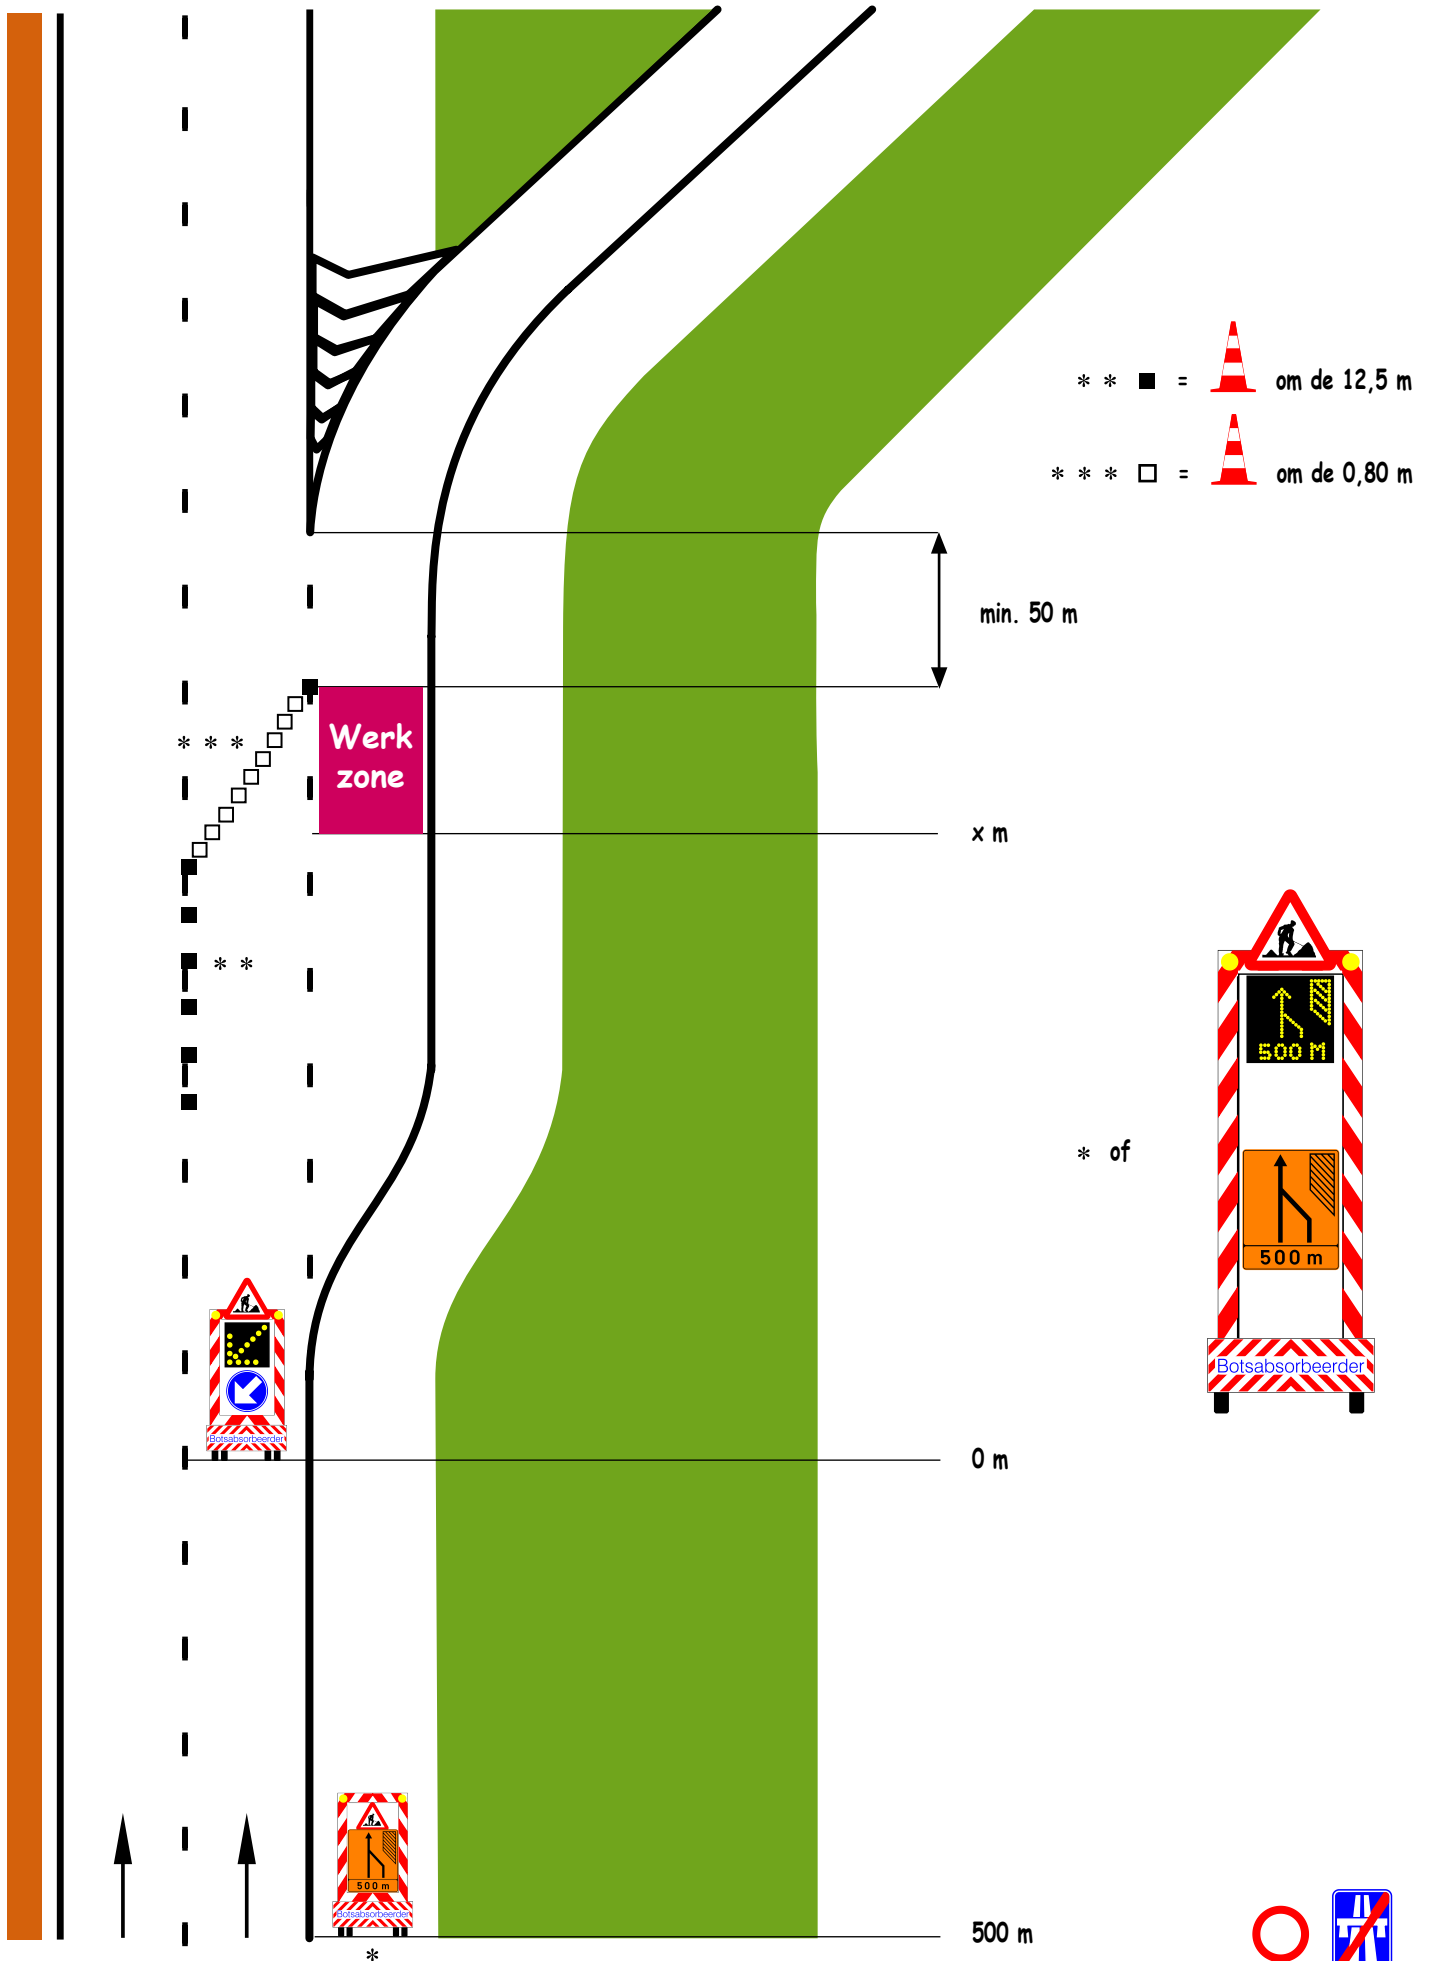 * * ■ = om de 12,5 m
* * * □ = om de 0,80 m
min. 50 m
Werk
zone
* * *
x m
* *
500 M
* of
500 m
Botsabsorbeerder
Botsabsorbeerder
0 m
500 m
Botsabsorbeerder
500 m
*